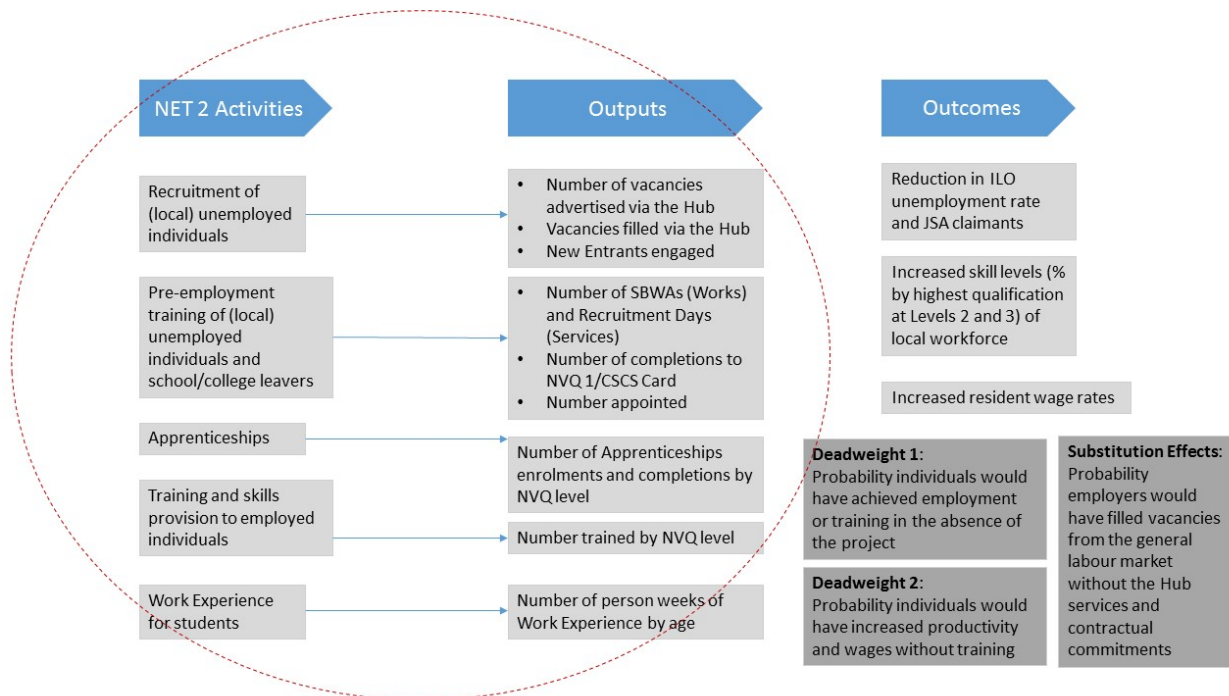 NET 2 Activities
Recruitment of
(local) unemployed
individuals
Pre-employment
training of (local)
unemployed
individuals and
school/college leavers
Apprenticeships
Training and skills
provision to employed
individuals
Work Experience
for students
Outputs
• Number of vacancies
advertised via the Hub
• Vacancies filled via the Hub
• New Entrants engaged
• Number of SBWAs (Works)
and Recruitment Days
(Services)
• Number of completions to
NVQ 1/CSCS Card
• Number appointed
Number of Apprenticeships
enrolments and completions by
NVQ level
Number trained by NVQ level
Number of person weeks of
Work Experience by age
Outcomes
Reduction in ILO
unemployment rate
and JSA claimants
Increased skill levels (%
by highest qualification
at Levels 2 and 3) of
local workforce
Increased resident wage rates
Deadweight 1:
Probability individuals would
have achieved employment
or training in the absence of
the project
Deadweight 2:
Probability individuals would
have increased productivity
and wages without training
Substitution Effects:
Probability
employers would
have filled vacancies
from the general
labour market
without the Hub
services and
contractual
commitments